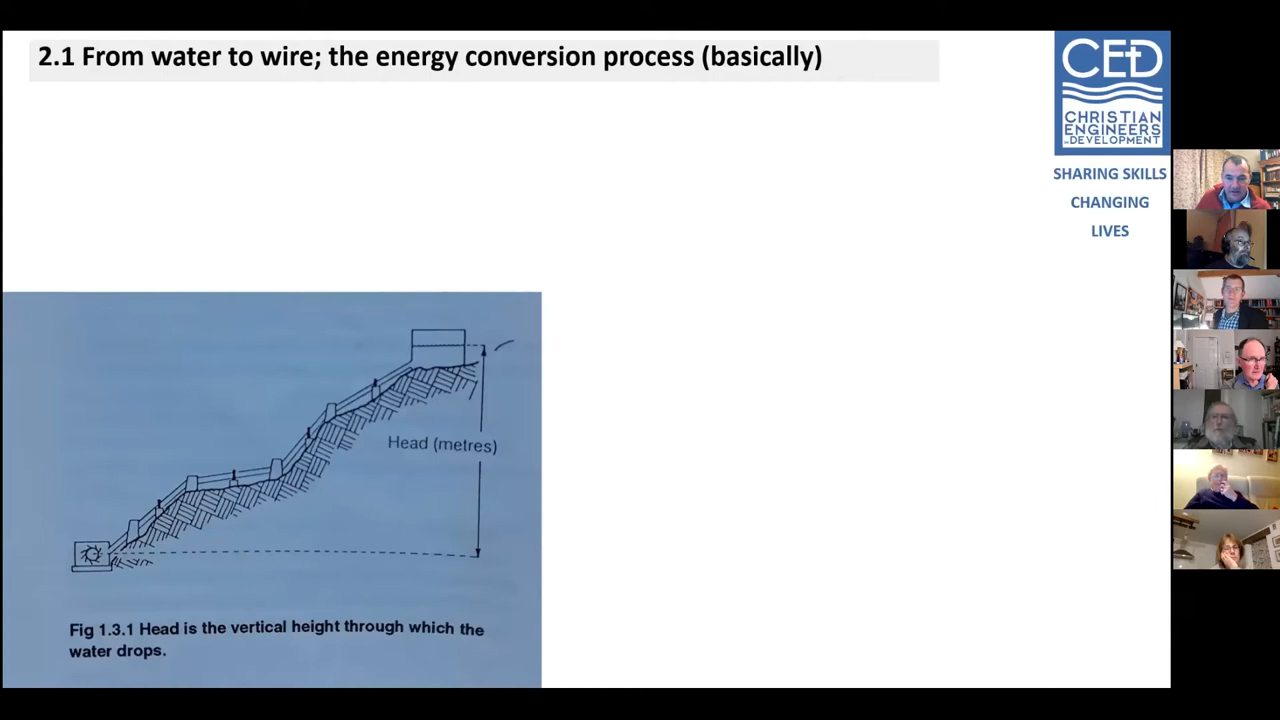 2.1 From water to wire; the energy conversion process (basically)
CED
CHRISTIAN
ENGINEERS
IN DEVELOPMENT
SHARING SKILLS
CHANGING
LIVES
Head (metres)
Fig 1.3.1 Head is the vertical height through which the
water drops.